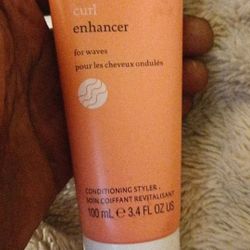 curl
enhancer
for waves
pour les cheveux ondulés
CONDITIONING STYLER
SOIN COIFFANT REVITALISANT
100 mL ℮ 3.4 FL OZ US